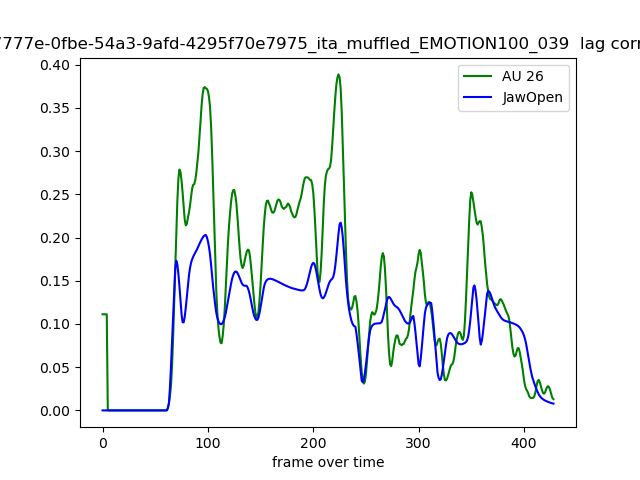 7777e-0fbe-54a3-9afd-4295f70e7975_ita_muffled_EMOTION100_039 lag corr
AU 26
JawOpen
0.40
0.35
0.30
0.25
0.20
0.15
0.10
0.05
0.00
0 100 200 300 400
frame over time